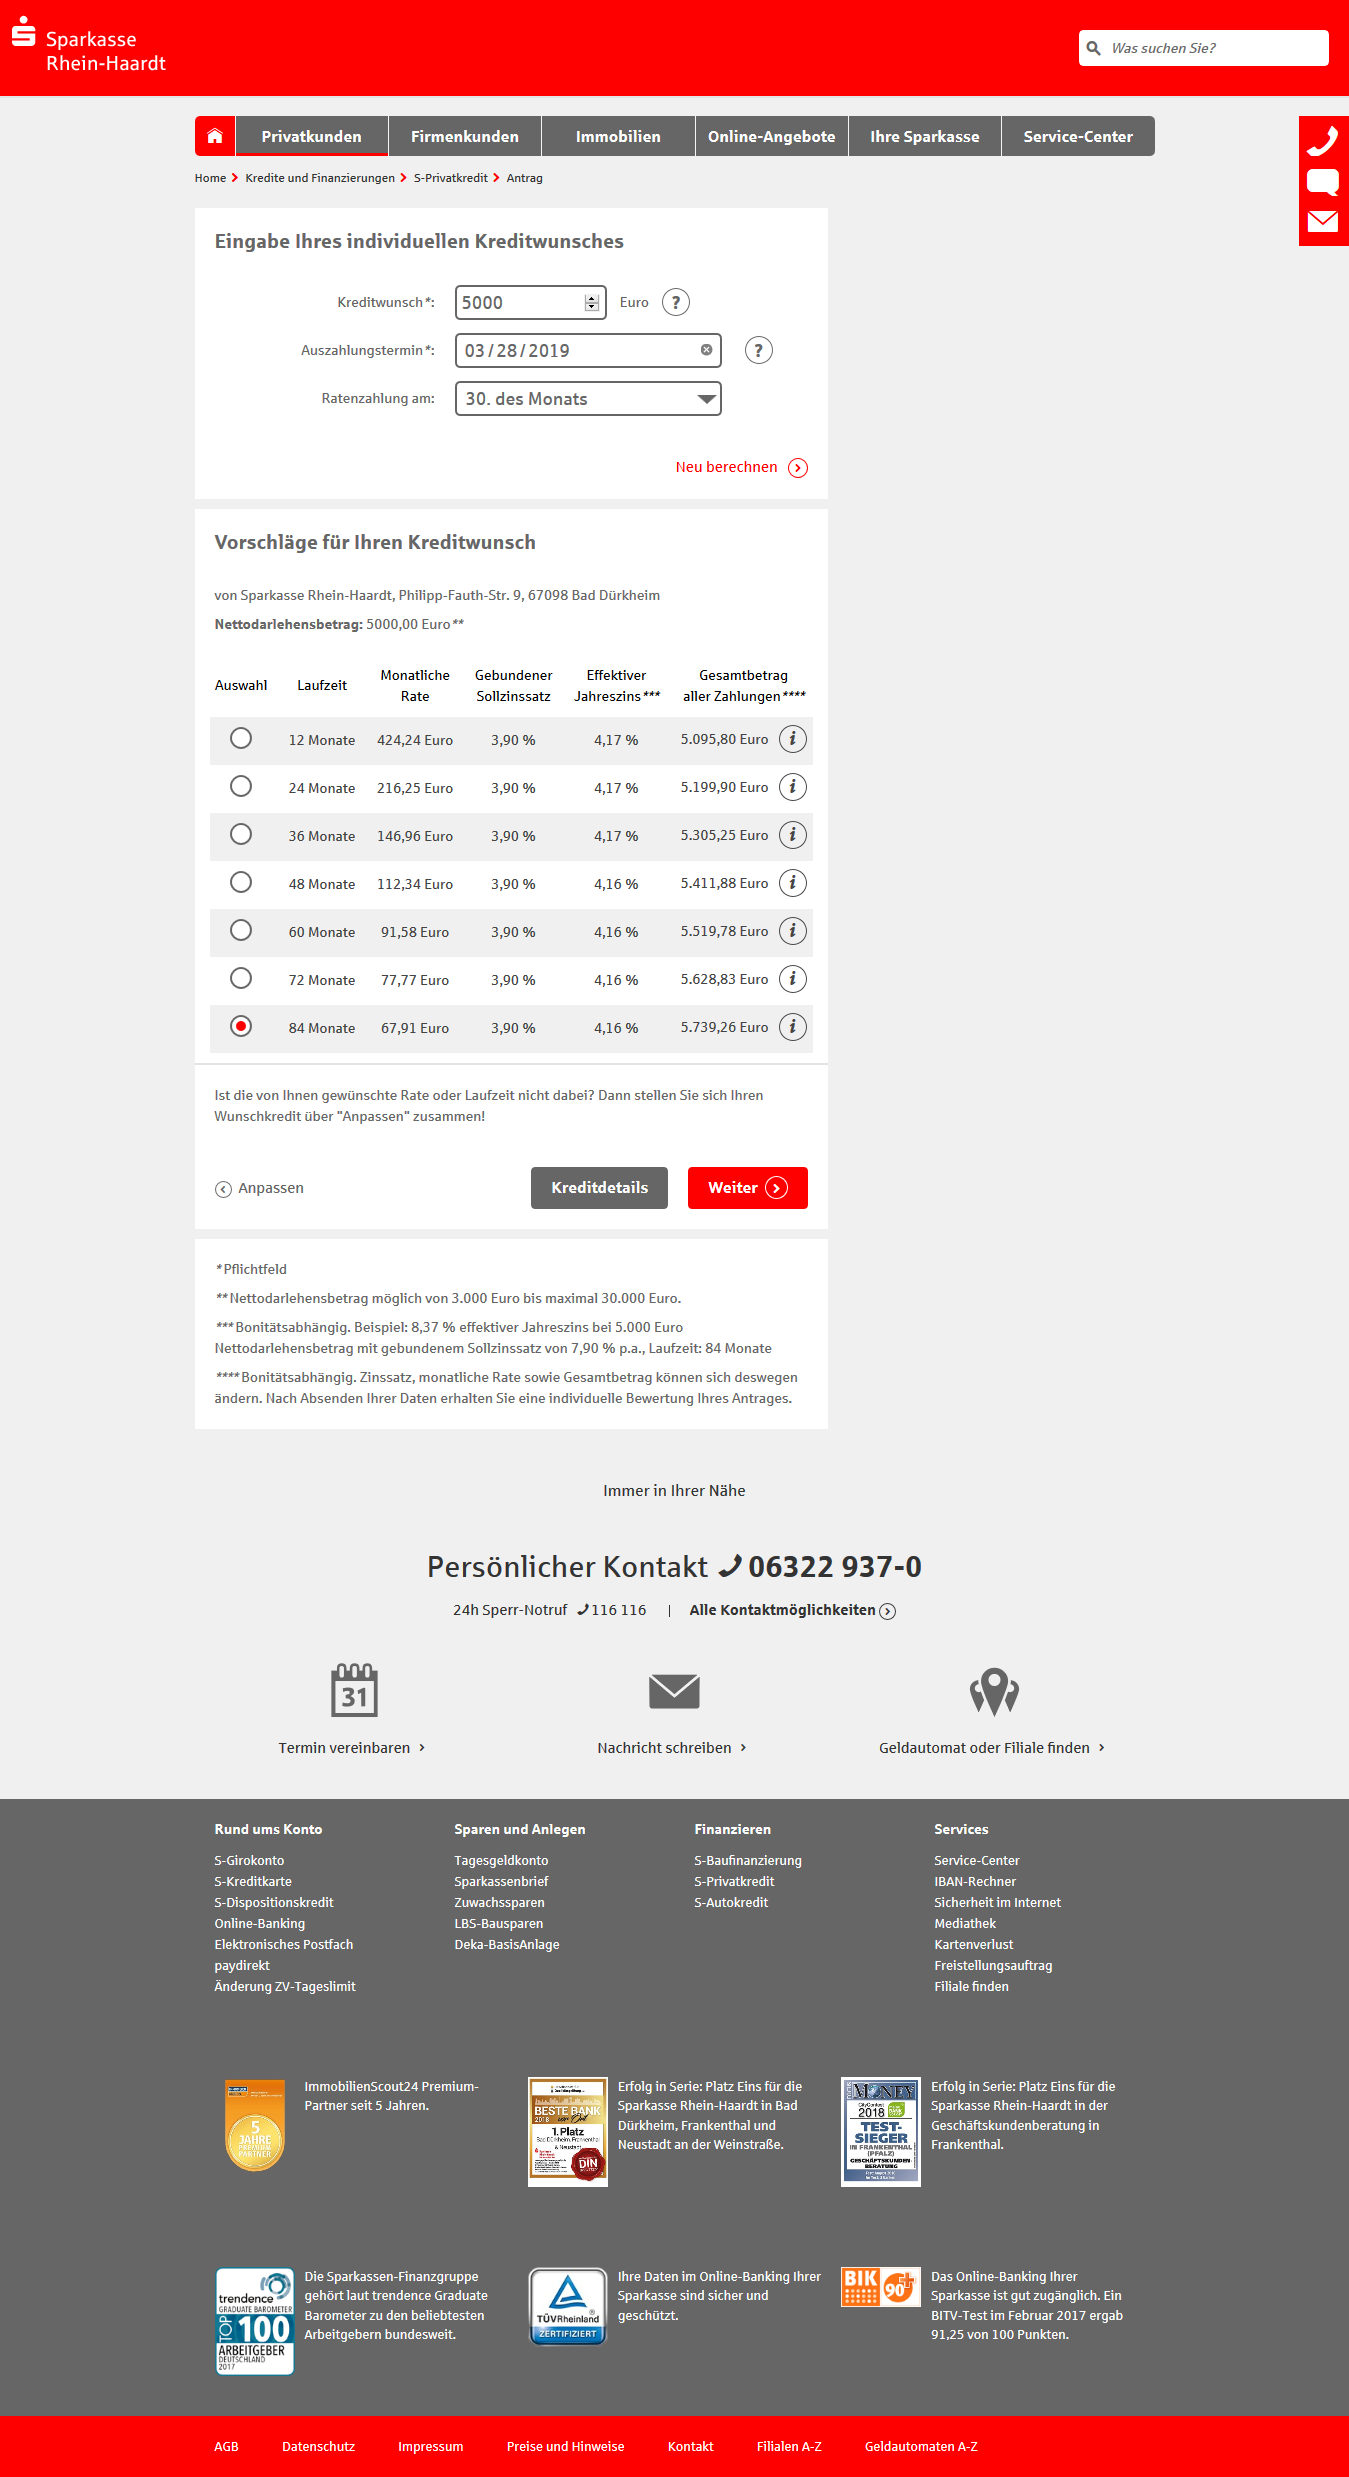 Sparkasse
Rhein-Haardt
Was suchen Sie?
Privatkunden Firmenkunden Immobilien Online-Angebote Ihre Sparkasse Service-Center
Home Kredite und Finanzierungen S-Privatkredit Antrag
Eingabe Ihres individuellen Kreditwunsches
Kreditwunsch*: 5000 Euro ?
Auszahlungstermin*: 03/28/2019 ?
Ratenzahlung am: 30. des Monats
Neu berechnen
Vorschläge für Ihren Kreditwunsch
von Sparkasse Rhein-Haardt, Philipp-Fauth-Str. 9, 67098 Bad Dürkheim
Nettodarlehensbetrag: 5000,00 Euro**
Auswahl Laufzeit Monatliche Rate Gebundener Sollzinssatz Effektiver Jahreszins*** Gesamtbetrag aller Zahlungen****
12 Monate 424,24 Euro 3,90 % 4,17 % 5.095,80 Euro i
24 Monate 216,25 Euro 3,90 % 4,17 % 5.199,90 Euro i
36 Monate 146,96 Euro 3,90 % 4,17 % 5.305,25 Euro i
48 Monate 112,34 Euro 3,90 % 4,16 % 5.411,88 Euro i
60 Monate 91,58 Euro 3,90 % 4,16 % 5.519,78 Euro i
72 Monate 77,77 Euro 3,90 % 4,16 % 5.628,83 Euro i
84 Monate 67,91 Euro 3,90 % 4,16 % 5.739,26 Euro i
Ist die von Ihnen gewünschte Rate oder Laufzeit nicht dabei? Dann stellen Sie sich Ihren
Wunschkredit über "Anpassen" zusammen!
Anpassen Kreditdetails Weiter
* Pflichtfeld
** Nettodarlehensbetrag möglich von 3.000 Euro bis maximal 30.000 Euro.
*** Bonitätsabhängig. Beispiel: 8,37 % effektiver Jahreszins bei 5.000 Euro
Nettodarlehensbetrag mit gebundenem Sollzinssatz von 7,90 % p.a., Laufzeit: 84 Monate
**** Bonitätsabhängig. Zinssatz, monatliche Rate sowie Gesamtbetrag können sich deswegen
ändern. Nach Absenden Ihrer Daten erhalten Sie eine individuelle Bewertung Ihres Antrages.
Immer in Ihrer Nähe
Persönlicher Kontakt 06322 937-0
24h Sperr-Notruf 116 116 | Alle Kontaktmöglichkeiten
31
Termin vereinbaren
Nachricht schreiben
Geldautomat oder Filiale finden
Rund ums Konto
S-Girokonto
S-Kreditkarte
S-Dispositionskredit
Online-Banking
Elektronisches Postfach
paydirekt
Änderung ZV-Tageslimit
Sparen und Anlegen
Tagesgeldkonto
Sparkassenbrief
Zuwachssparen
LBS-Bausparen
Deka-BasisAnlage
Finanzieren
S-Baufinanzierung
S-Privatkredit
S-Autokredit
Services
Service-Center
IBAN-Rechner
Sicherheit im Internet
Mediathek
Kartenverlust
Freistellungsauftrag
Filiale finden
5
JAHRE
PREMIUM
PARTNER
ImmobilienScout24 Premium-
Partner seit 5 Jahren.
BESTE BANK
2018 vor Ort
1. Platz
Bad Dürkheim, Frankenthal
& Neustadt
DIN
Erfolg in Serie: Platz Eins für die
Sparkasse Rhein-Haardt in Bad
Dürkheim, Frankenthal und
Neustadt an der Weinstraße.
FOCUS MONEY
CityContest
2018
TEST-
SIEGER
IN FRANKENTHAL
(PFALZ)
GESCHÄFTSKUNDEN-
BERATUNG
Erfolg in Serie: Platz Eins für die
Sparkasse Rhein-Haardt in der
Geschäftskundenberatung in
Frankenthal.
trendence
GRADUATE BAROMETER
TOP 100
ARBEITGEBER
DEUTSCHLAND
2017
Die Sparkassen-Finanzgruppe
gehört laut trendence Graduate
Barometer zu den beliebtesten
Arbeitgebern bundesweit.
TÜVRheinland®
ZERTIFIZIERT
Ihre Daten im Online-Banking Ihrer
Sparkasse sind sicher und
geschützt.
BIK 90+
Das Online-Banking Ihrer
Sparkasse ist gut zugänglich. Ein
BITV-Test im Februar 2017 ergab
91,25 von 100 Punkten.
AGB Datenschutz Impressum Preise und Hinweise Kontakt Filialen A-Z Geldautomaten A-Z